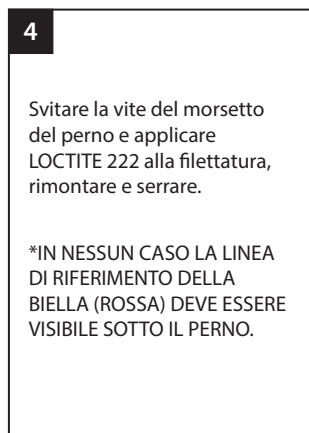 4
Svitare la vite del morsetto
del perno e applicare
LOCTITE 222 alla filettatura,
rimontare e serrare.
*IN NESSUN CASO LA LINEA
DI RIFERIMENTO DELLA
BIELLA (ROSSA) DEVE ESSERE
VISIBILE SOTTO IL PERNO.